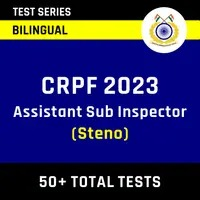 TEST SERIES
BILINGUAL
CRPF 2023
Assistant Sub Inspector
(Steno)
50+ TOTAL TESTS